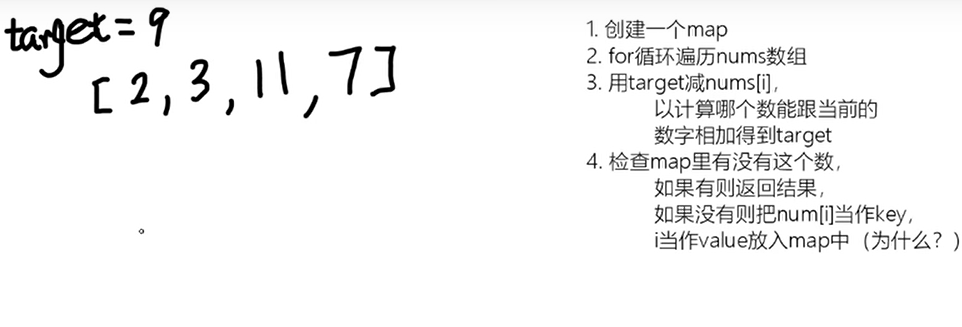 target = 9
[2, 3, 11, 7]
1. 创建一个map
2. for循环遍历nums数组
3. 用target减nums[i],
以计算哪个数能跟当前的
数字相加得到target
4. 检查map里有没有这个数,
如果有则返回结果,
如果没有则把num[i]当作key,
i当作value放入map中（为什么？）